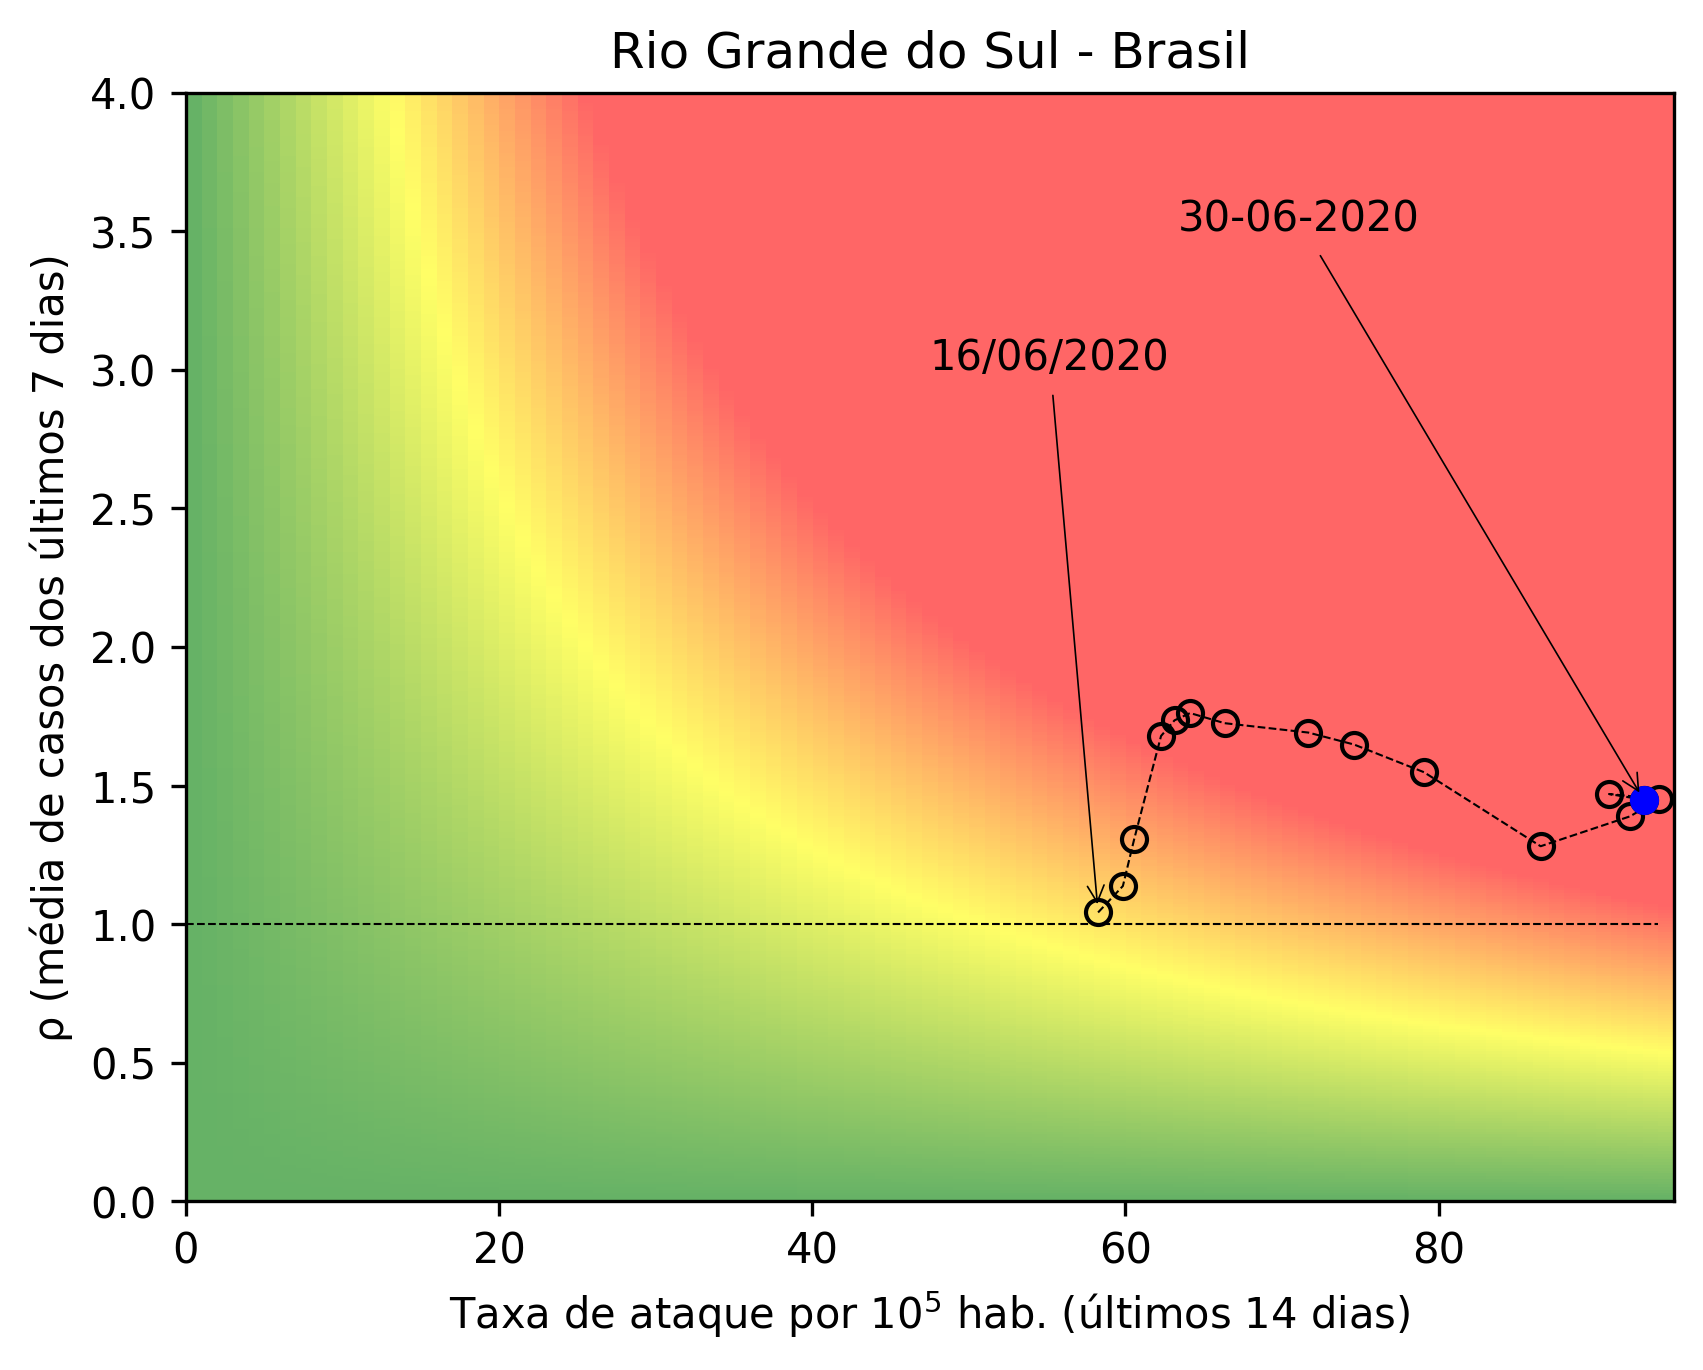 Rio Grande do Sul - Brasil
4.0
3.5
3.0
2.5
2.0
1.5
1.0
0.5
0.0
ρ (média de casos dos últimos 7 dias)
30-06-2020
16/06/2020
0 20 40 60 80
Taxa de ataque por 10⁵ hab. (últimos 14 dias)